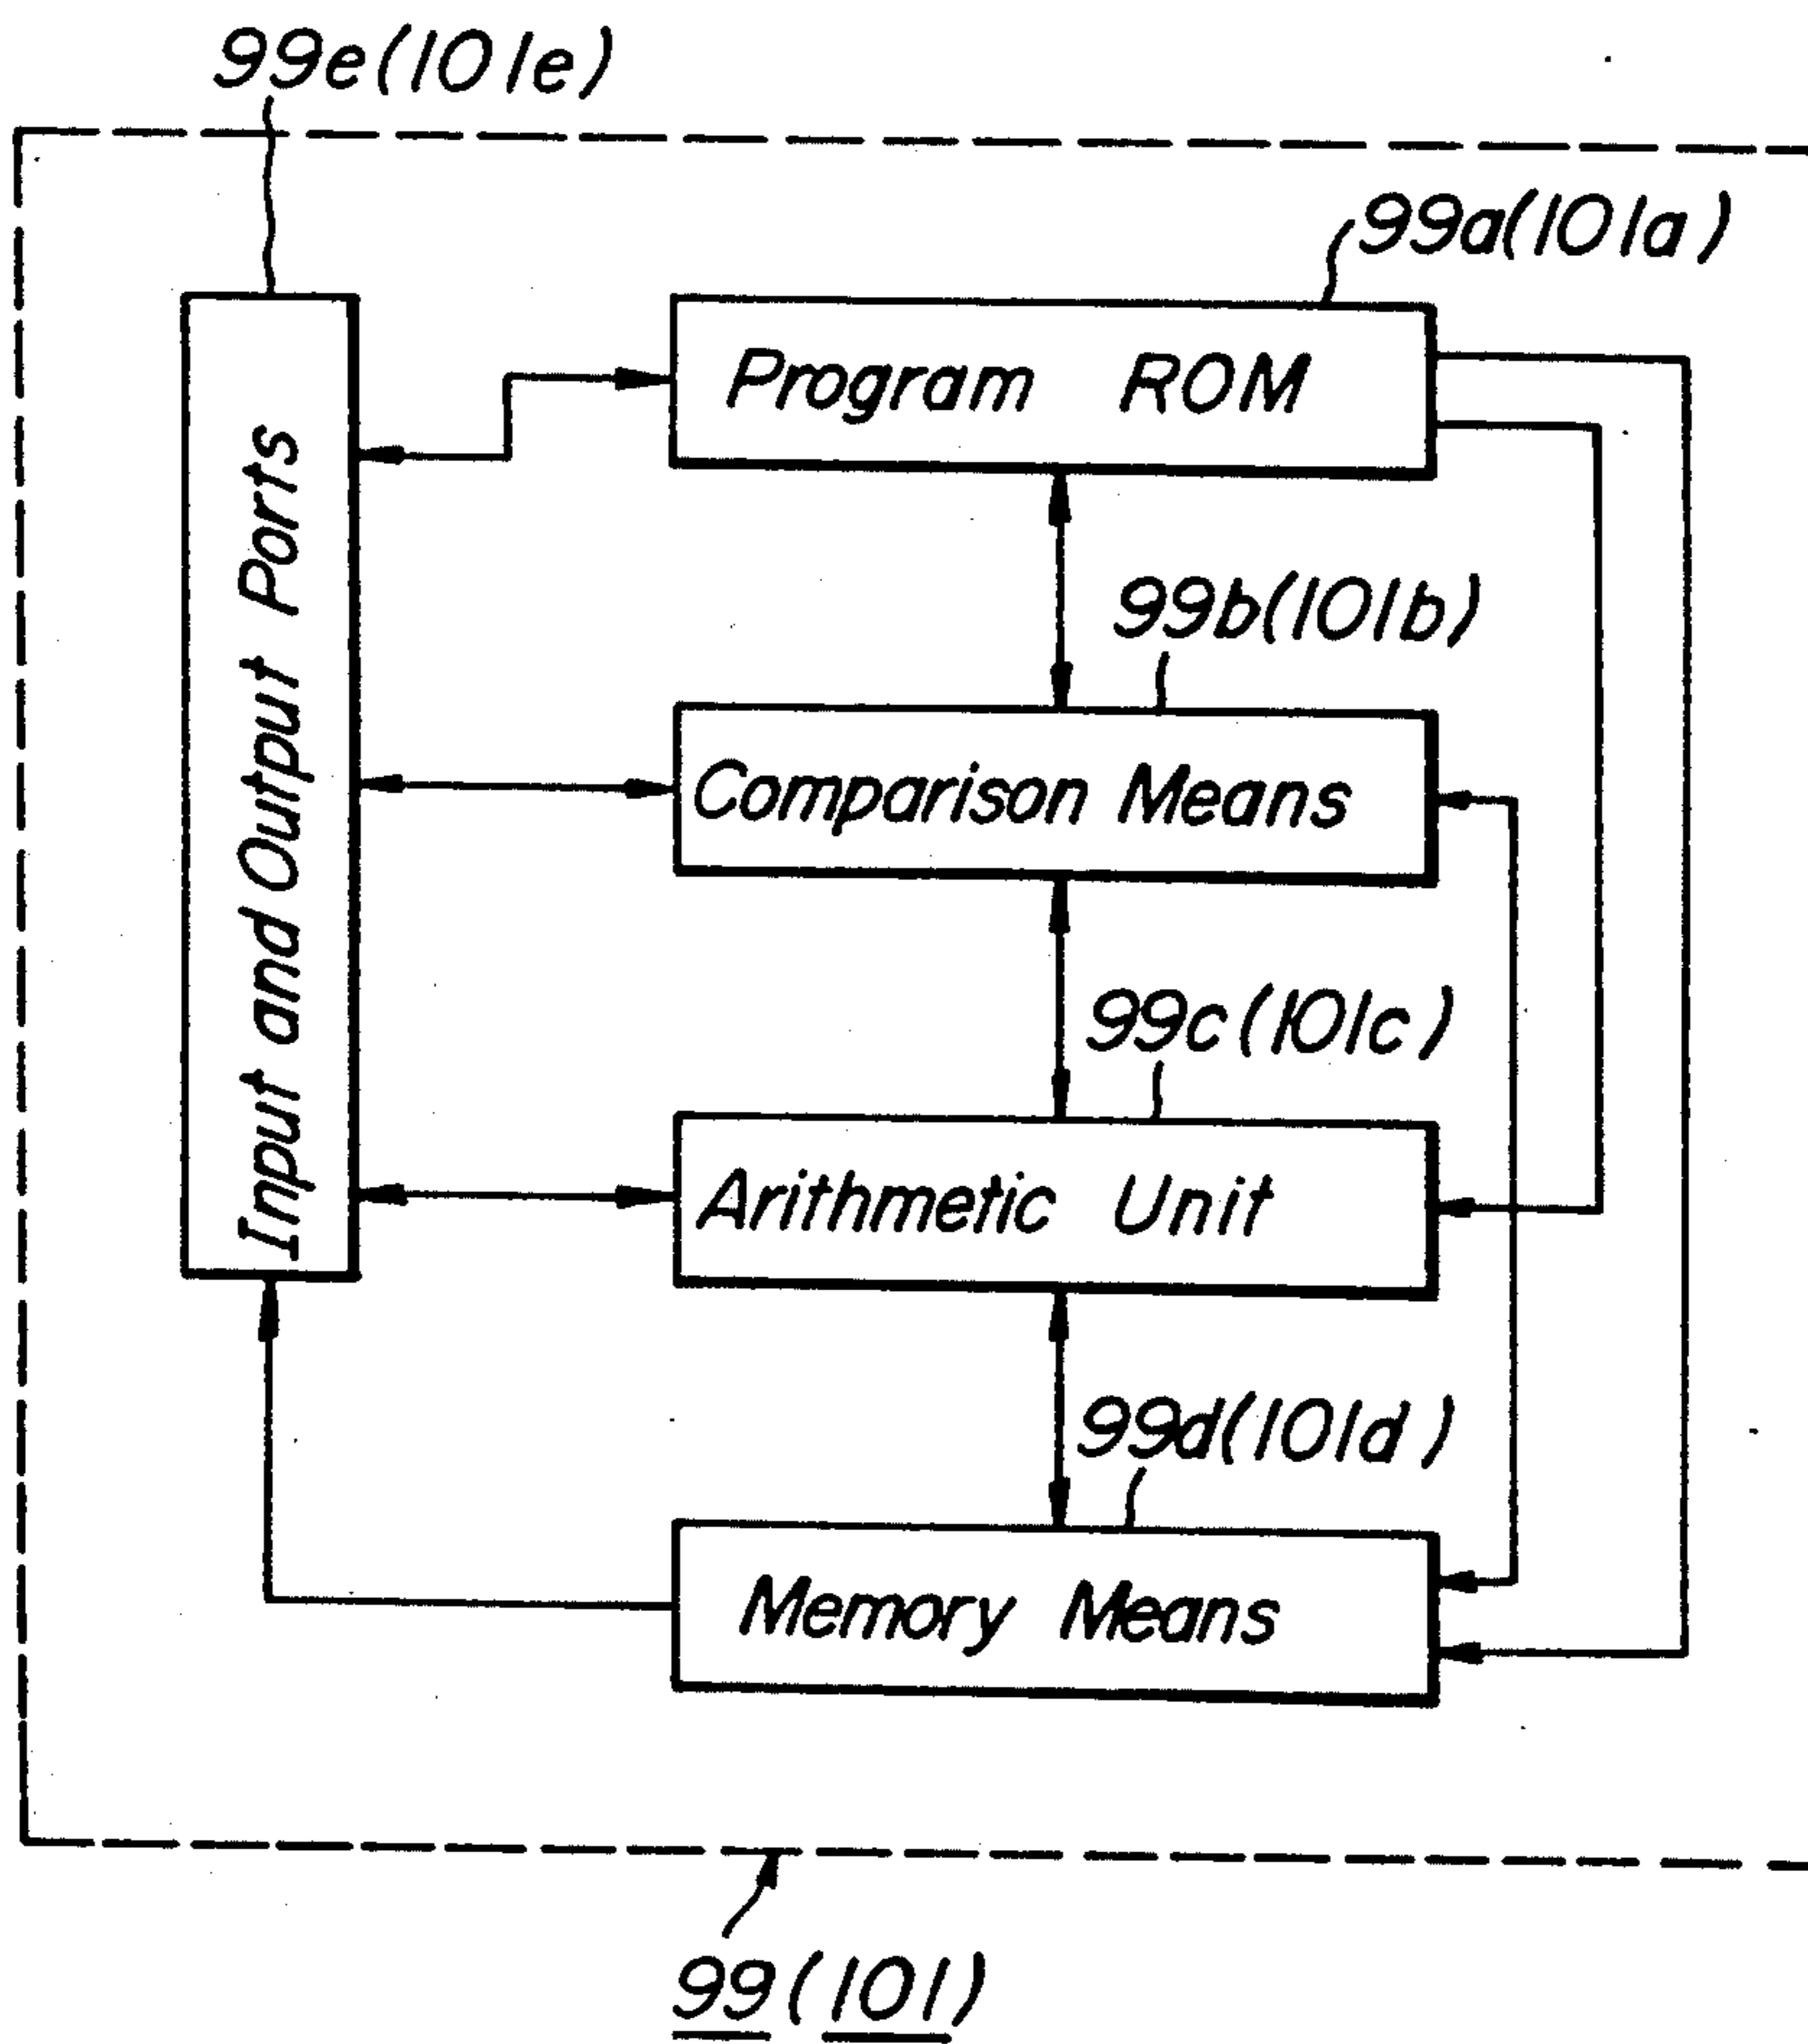 99e(101e)
99a(101a)
Program ROM
Input and Output Ports
99b(101b)
Comparison Means
99c(101c)
Arithmetic Unit
99d(101d)
Memory Means
99(101)